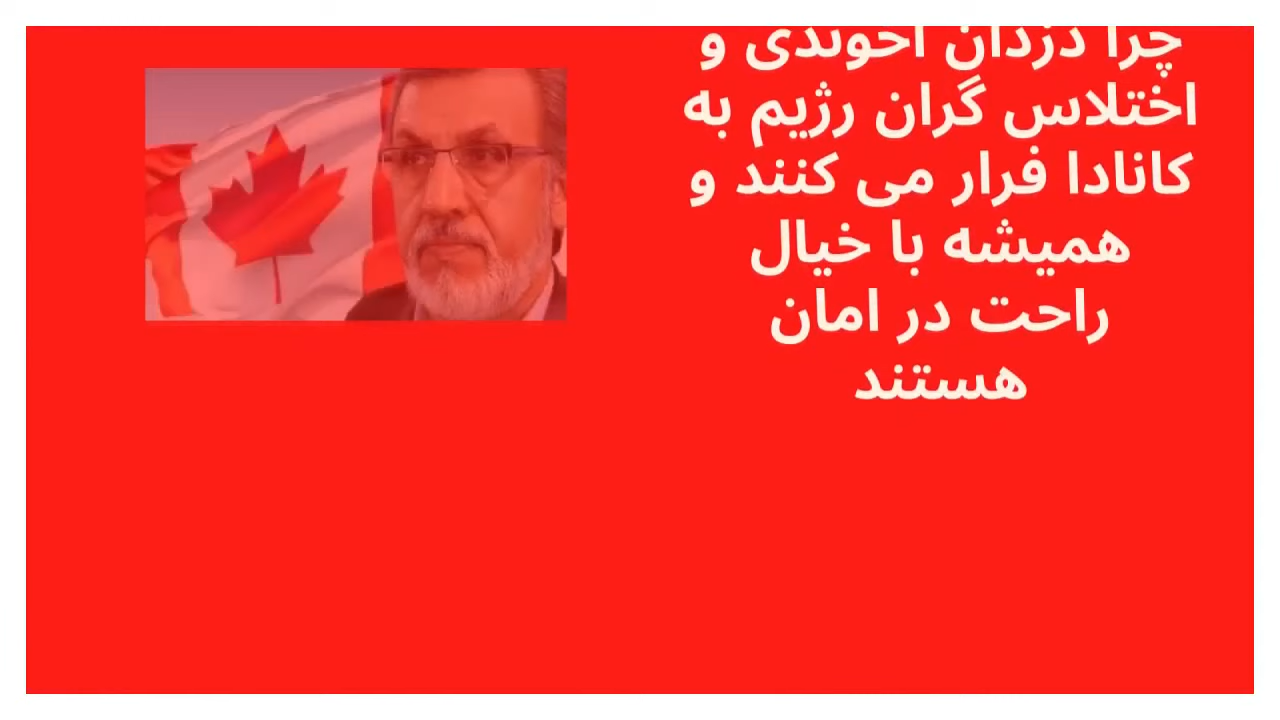 چرا دزدان آخوندی و
اختلاس گران رژیم به
کانادا فرار می کنند و
همیشه با خیال
راحت در امان
هستند